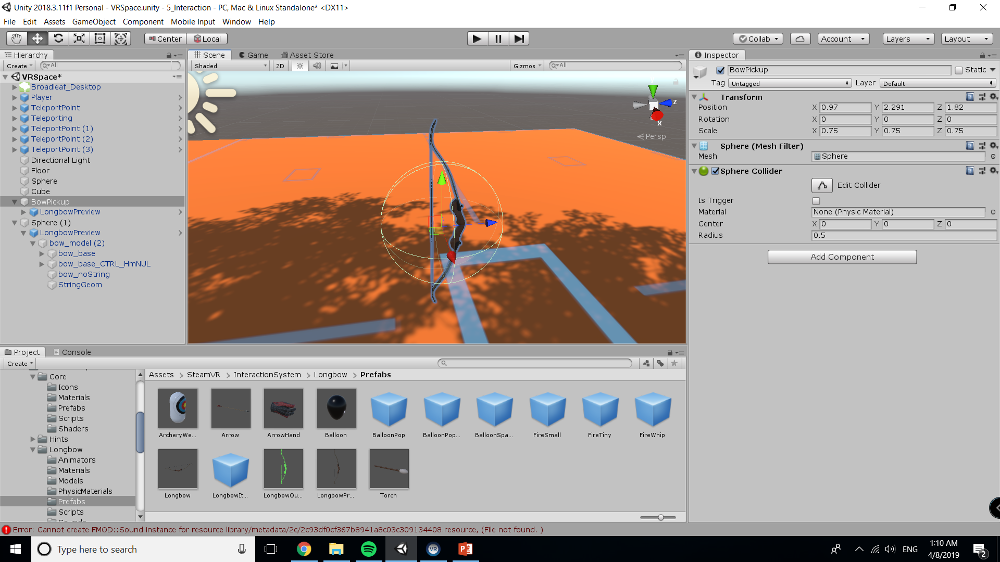 Unity 2018.3.11f1 Personal - VRSpace.unity - 5_Interaction - PC, Mac & Linux Standalone* <DX11>
File Edit Assets GameObject Component Mobile Input Window Help
Center Local Collab Account Layers Layout
Hierarchy
Create All
VRSpace*
Broadleaf_Desktop
Player
TeleportPoint
Teleporting
TeleportPoint (1)
TeleportPoint (2)
TeleportPoint (3)
Directional Light
Floor
Sphere
Cube
BowPickup
LongbowPreview
Sphere (1)
LongbowPreview
bow_model (2)
bow_base
bow_base_CTRL_HmNUL
bow_noString
StringGeom
Scene Game Asset Store
Shaded 2D Gizmos All
z
x
Persp
Inspector
BowPickup Static
Tag Untagged Layer Default
Transform
Position X 0.97 Y 2.291 Z 1.82
Rotation X 0 Y 0 Z 0
Scale X 0.75 Y 0.75 Z 0.75
Sphere (Mesh Filter)
Mesh Sphere
Sphere Collider
Edit Collider
Is Trigger
Material None (Physic Material)
Center X 0 Y 0 Z 0
Radius 0.5
Add Component
Project Console
Create
Core
Icons
Materials
Prefabs
Scripts
Shaders
Hints
Longbow
Animators
Materials
Models
PhysicMaterials
Prefabs
Scripts
Assets SteamVR InteractionSystem Longbow Prefabs
ArcheryWe... Arrow ArrowHand Balloon BalloonPop BalloonPop... BalloonSpa... FireSmall FireTiny FireWhip
Longbow LongbowIt... LongbowOu... LongbowPr... Torch
Error: Cannot create FMOD::Sound instance for resource library/metadata/2c/2c93df0cf367b8941a8c03c309134408.resource, (File not found. )
Type here to search
VR
ENG
1:10 AM
4/8/2019
2